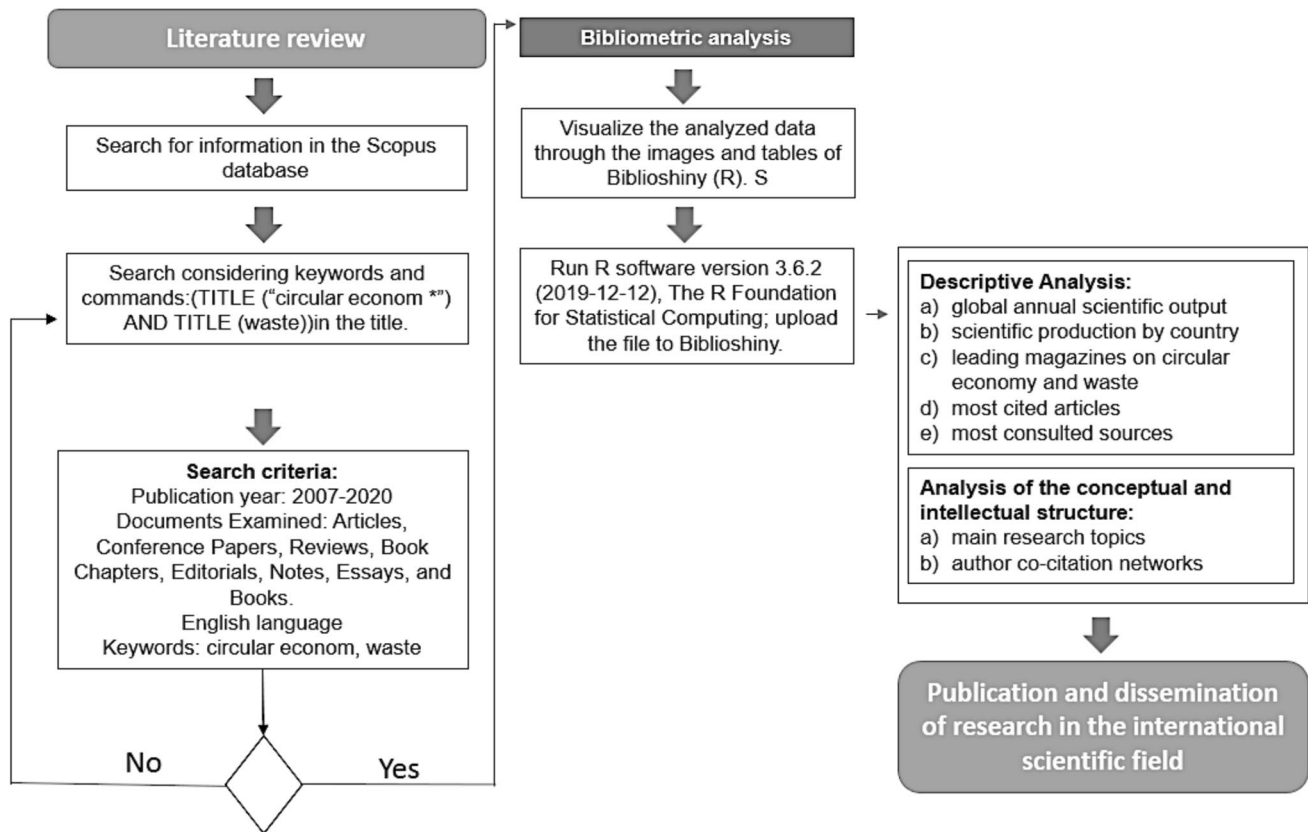 Literature review
Search for information in the Scopus
database
Search considering keywords and
commands:(TITLE (“circular econom *”)
AND TITLE (waste))in the title.
Search criteria:
Publication year: 2007-2020
Documents Examined: Articles,
Conference Papers, Reviews, Book
Chapters, Editorials, Notes, Essays, and
Books.
English language
Keywords: circular econom, waste
No
Yes
Bibliometric analysis
Visualize the analyzed data
through the images and tables of
Biblioshiny (R). S
Run R software version 3.6.2
(2019-12-12), The R Foundation
for Statistical Computing; upload
the file to Biblioshiny.
Descriptive Analysis:
a) global annual scientific output
b) scientific production by country
c) leading magazines on circular
economy and waste
d) most cited articles
e) most consulted sources
Analysis of the conceptual and
intellectual structure:
a) main research topics
b) author co-citation networks
Publication and dissemination
of research in the international
scientific field